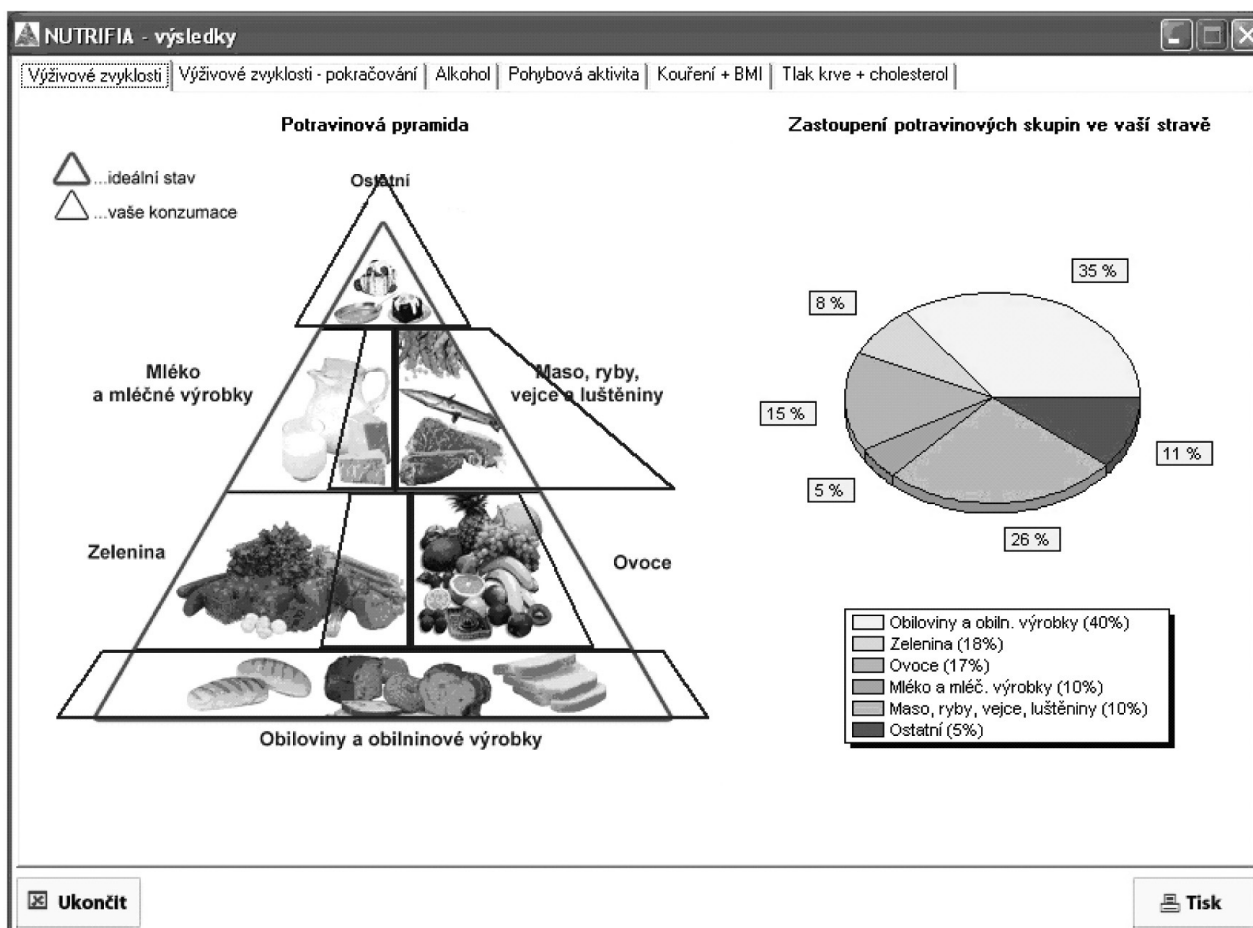 NUTRIFIA - výsledky
Výživové zvyklosti
Výživové zvyklosti - pokračování
Alkohol
Pohybová aktivita
Kouření + BMI
Tlak krve + cholesterol
Potravinová pyramida
...ideální stav
...vaše konzumace
Ostatní
Mléko
a mléčné výrobky
Maso, ryby,
vejce a luštěniny
Zelenina
Ovoce
Obiloviny a obilninové výrobky
Zastoupení potravinových skupin ve vaší stravě
35 %
8 %
15 %
5 %
26 %
11 %
Obiloviny a obiln. výrobky (40%)
Zelenina (18%)
Ovoce (17%)
Mléko a mléč. výrobky (10%)
Maso, ryby, vejce, luštěniny (10%)
Ostatní (5%)
Ukončit
Tisk